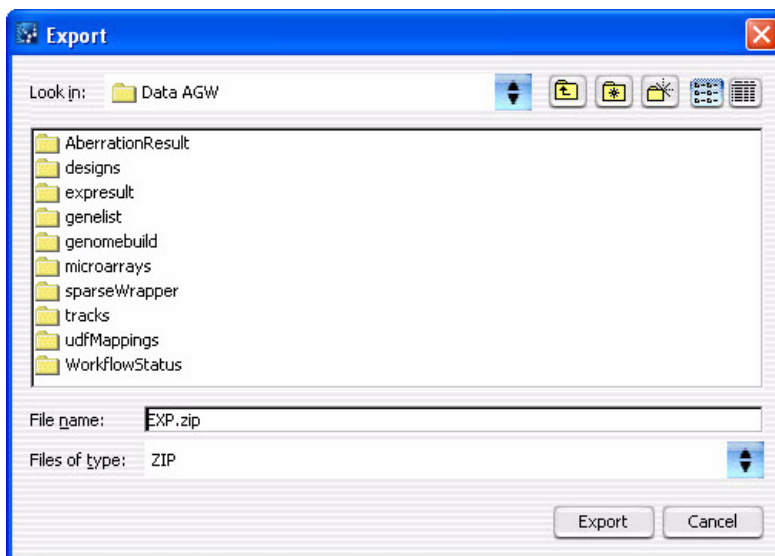 Export
Look in: Data AGW
AberrationResult
designs
expresult
genelist
genomebuild
microarrays
sparseWrapper
tracks
udfMappings
WorkflowStatus
File name: EXP.zip
Files of type: ZIP
Export Cancel